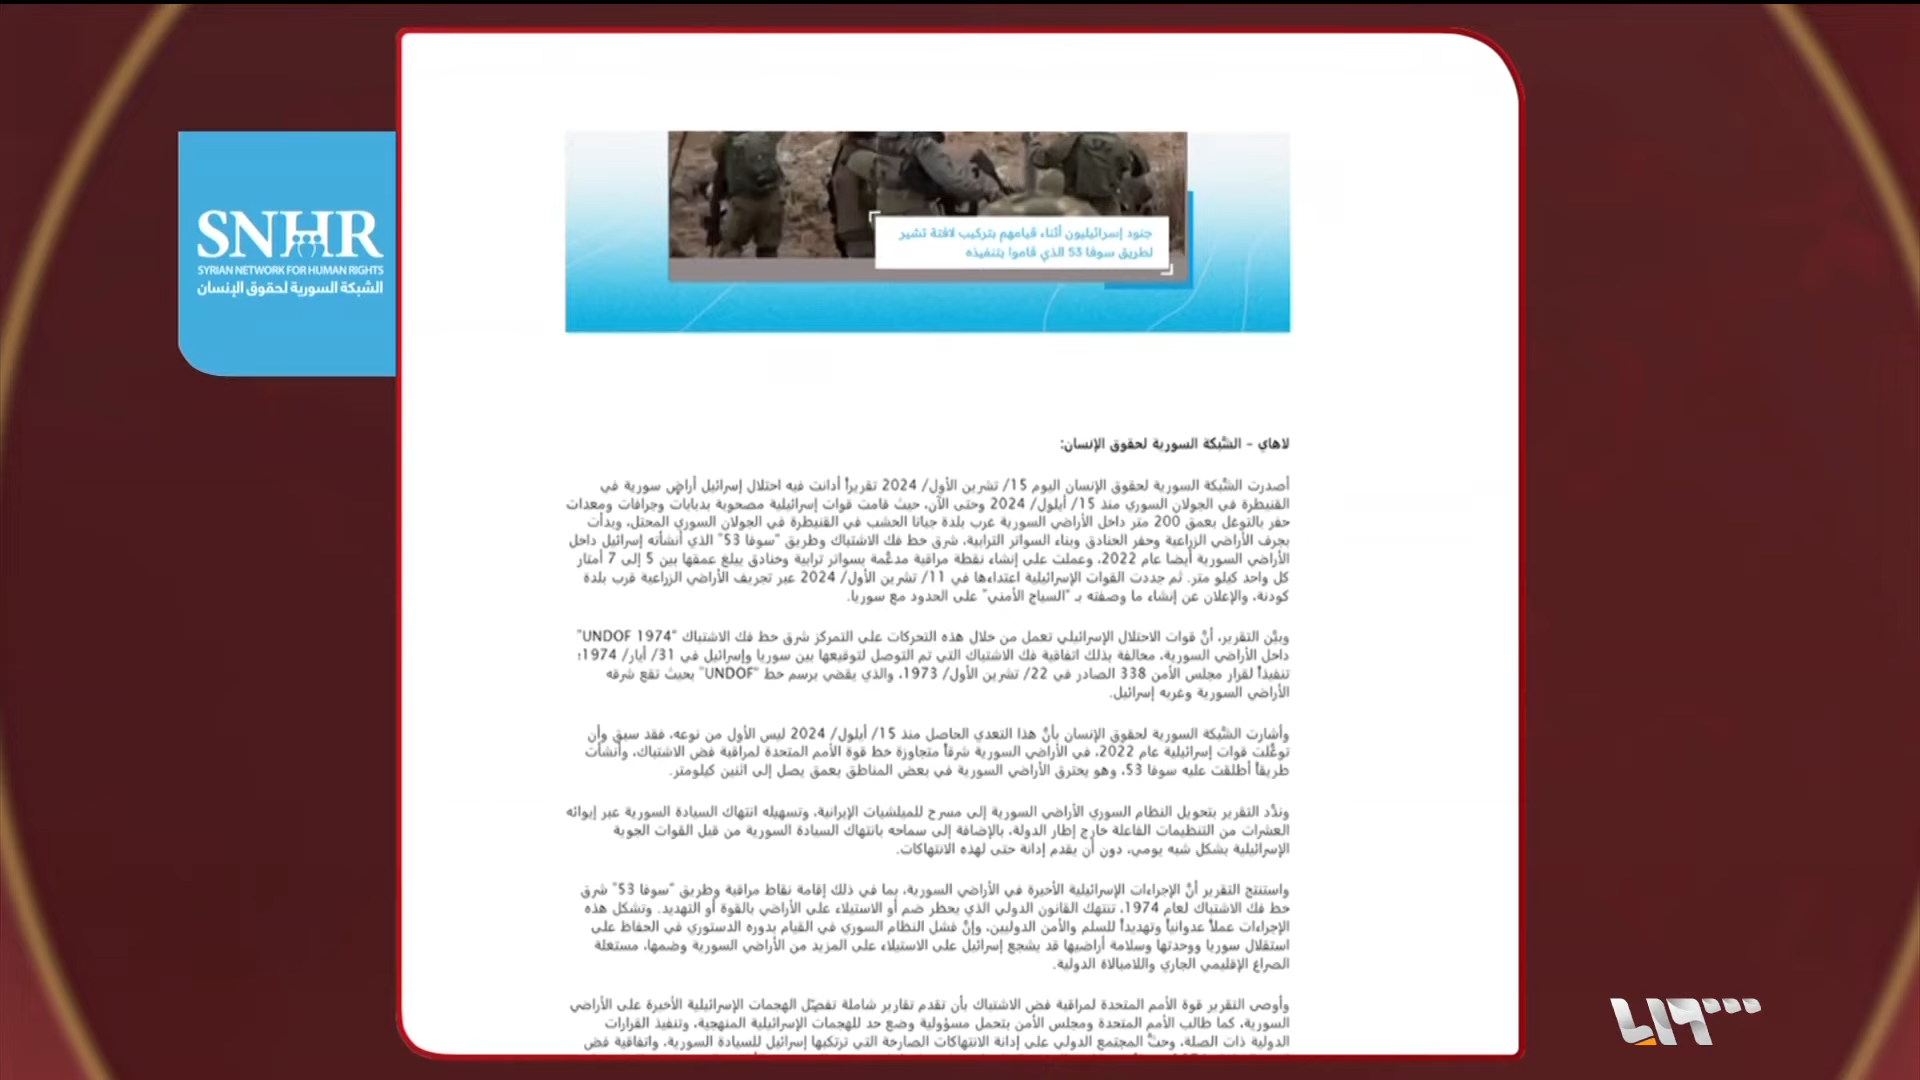 SNHR
SYRIAN NETWORK FOR HUMAN RIGHTS
الشبكة السورية لحقوق الإنسان
جنود إسرائيليون أثناء قيامهم بتركيب لافتة تشير
لطريق سوفا 53 الذي قاموا بتنفيذه
لاهاي – الشَّبكة السورية لحقوق الإنسان:
أصدرت الشَّبكة السورية لحقوق الإنسان اليوم 15/ تشرين الأول/ 2024 تقريراً أدانت فيه احتلال إسرائيل أراضٍ سورية في
القنيطرة في الجولان السوري منذ 15/ أيلول/ 2024 وحتى الآن، حيث قامت قوات إسرائيلية مصحوبة بدبابات وجرافات ومعدات
حفر بالتوغل بعمق 200 متر داخل الأراضي السورية غرب بلدة جباتا الخشب في القنيطرة في الجولان السوري المحتل، وبدأت
بجرف الأراضي الزراعية وحفر الخنادق وبناء السواتر الترابية، شرق خط فك الاشتباك وطريق “سوفا 53” الذي أنشأته إسرائيل داخل
الأراضي السورية أيضا عام 2022، وعملت على إنشاء نقطة مراقبة مدعَّمة بسواتر ترابية وخنادق يبلغ عمقها بين 5 إلى 7 أمتار
كل واحد كيلو متر. ثم جددت القوات الإسرائيلية اعتداءها في 11/ تشرين الأول/ 2024 عبر تجريف الأراضي الزراعية قرب بلدة
كودنة، والإعلان عن إنشاء ما وصفته بـ “السياج الأمني” على الحدود مع سوريا.
وبيَّن التقرير، أنَّ قوات الاحتلال الإسرائيلي تعمل من خلال هذه التحركات على التمركز شرق خط فك الاشتباك “UNDOF 1974”
داخل الأراضي السورية، مخالفة بذلك اتفاقية فك الاشتباك التي تم التوصل لتوقيعها بين سوريا وإسرائيل في 31/ أيار/ 1974؛
تنفيذاً لقرار مجلس الأمن 338 الصادر في 22/ تشرين الأول/ 1973، والذي يقضي برسم خط “UNDOF” بحيث تقع شرقه
الأراضي السورية وغربه إسرائيل.
وأشارت الشَّبكة السورية لحقوق الإنسان بأنَّ هذا التعدي الحاصل منذ 15/ أيلول/ 2024 ليس الأول من نوعه، فقد سبق وأن
توغَّلت قوات إسرائيلية عام 2022، في الأراضي السورية شرقاً متجاوزة خط قوة الأمم المتحدة لمراقبة فض الاشتباك، وأنشأت
طريقاً أطلقت عليه سوفا 53، وهو يخترق الأراضي السورية في بعض المناطق بعمق يصل إلى اثنين كيلومتر.
وندَّد التقرير بتحويل النظام السوري الأراضي السورية إلى مسرح للميلشيات الإيرانية، وتسهيله انتهاك السيادة السورية عبر إيوائه
العشرات من التنظيمات الفاعلة خارج إطار الدولة، بالإضافة إلى سماحه بانتهاك السيادة السورية من قبل القوات الجوية
الإسرائيلية بشكل شبه يومي، دون أن يقدم إدانة حتى لهذه الانتهاكات.
واستنتج التقرير أنَّ الإجراءات الإسرائيلية الأخيرة في الأراضي السورية، بما في ذلك إقامة نقاط مراقبة وطريق “سوفا 53” شرق
خط فك الاشتباك لعام 1974، تنتهك القانون الدولي الذي يحظر ضم أو الاستيلاء على الأراضي بالقوة أو التهديد. وتشكل هذه
الإجراءات عملاً عدوانياً وتهديداً للسلم والأمن الدوليين، وإنَّ فشل النظام السوري في القيام بدوره الدستوري في الحفاظ على
استقلال سوريا ووحدتها وسلامة أراضيها قد يشجع إسرائيل على الاستيلاء على المزيد من الأراضي السورية وضمها، مستغلة
الصراع الإقليمي الجاري واللامبالاة الدولية.
وأوصى التقرير قوة الأمم المتحدة لمراقبة فض الاشتباك بأن تقدم تقارير شاملة تفصِّل الهجمات الإسرائيلية الأخيرة على الأراضي
السورية، كما طالب الأمم المتحدة ومجلس الأمن بتحمل مسؤولية وضع حد للهجمات الإسرائيلية المنهجية، وتنفيذ القرارات
الدولية ذات الصلة، وحثَّ المجتمع الدولي على إدانة الانتهاكات الصارخة التي ترتكبها إسرائيل للسيادة السورية، واتفاقية فض